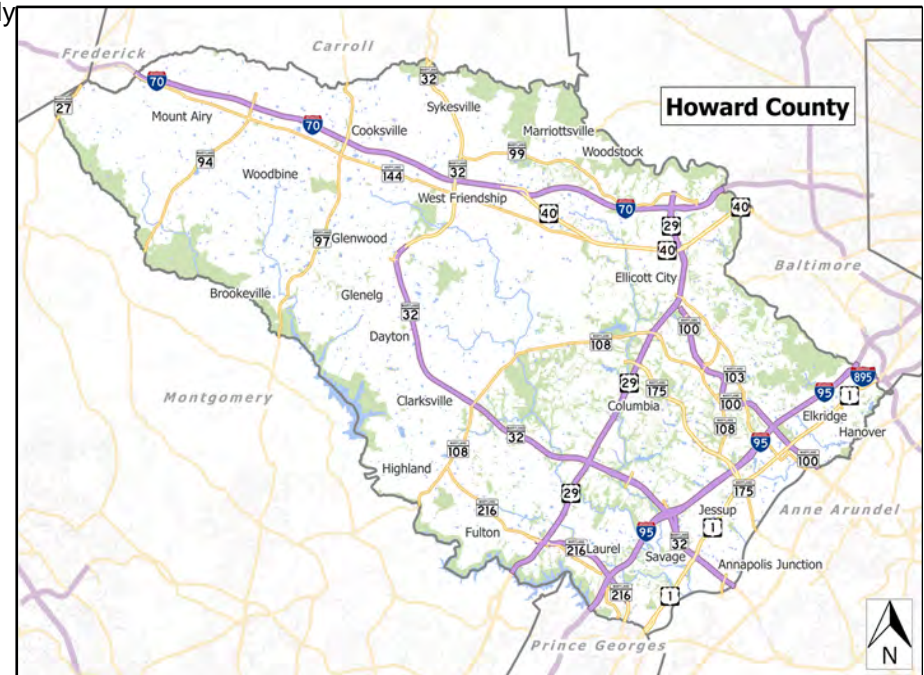 ly
Carroll
Frederick
70
32
Sykesville
Howard County
27
Mount Airy
70
Cooksville
Marriottsville
99
Woodstock
94
Woodbine
144
32
West Friendship
40
70
40
29
97
Glenwood
40
Baltimore
Ellicott City
Brookeville
Glenelg
32
100
Dayton
108
103
895
95
1
29
175
Montgomery
Clarksville
Columbia
100
Elkridge
108
Hanover
32
95
108
100
Highland
175
29
216
Jessup
Anne Arundel
1
Fulton
95
216
Laurel
Savage
32
Annapolis Junction
216
1
Prince Georges
N